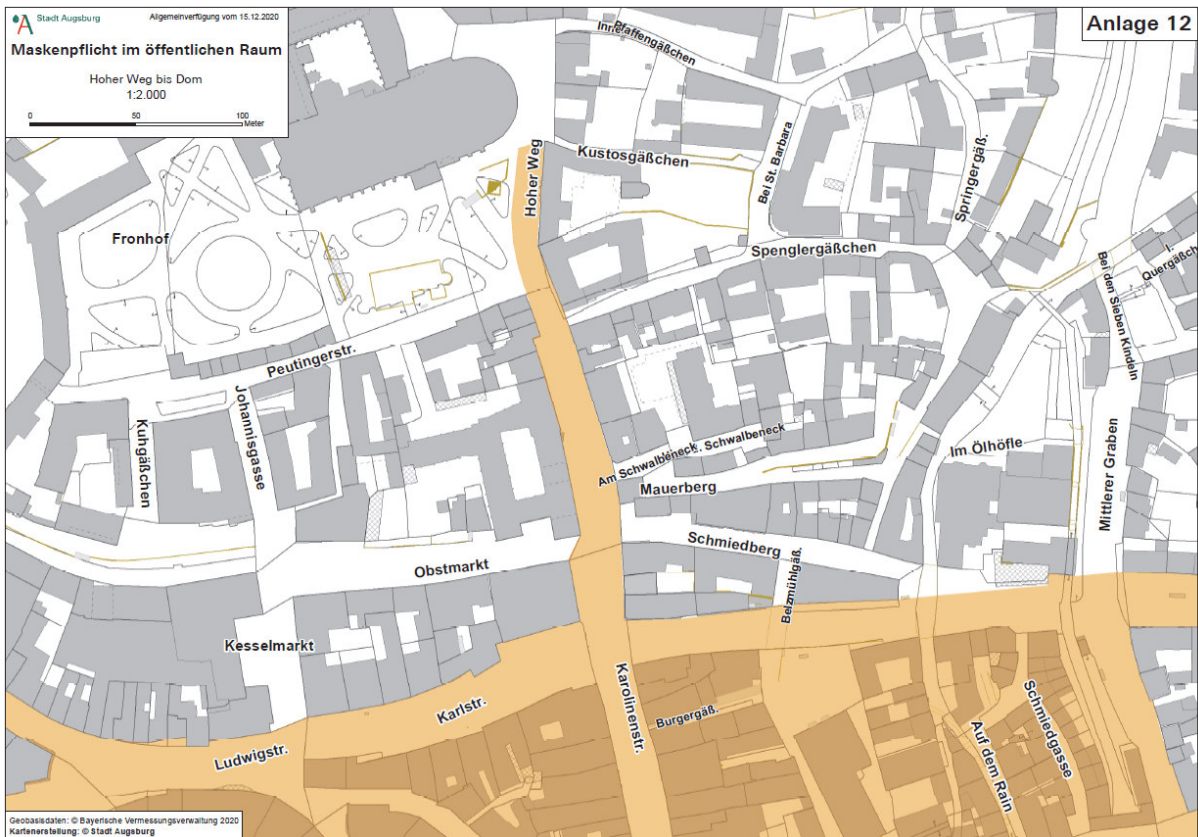 Stadt Augsburg
Allgemeinverfügung vom 15.12.2020
Maskenpflicht im öffentlichen Raum
Hoher Weg bis Dom
1:2.000
0 50 100
Meter
Anlage 12
Inne
Pfaffengäßchen
Kustosgäßchen
Hoher Weg
Bei St. Barbara
Springergäß.
Fronhof
Spenglergäßchen
I.
Quergäßch
Bei den Sieben Kindeln
Peutingerstr.
Johannisgasse
Kuhgäßchen
Am Schwalbeneck
. Schwalbeneck
Mauerberg
Im Ölhöfle
Mittlerer Graben
Schmiedberg
Obstmarkt
Belzmühlgäß.
Kesselmarkt
Karlstr.
Karolinenstr.
Burgergäß.
Schmiedgasse
Auf dem Rain
Ludwigstr.
Geobasisdaten: © Bayerische Vermessungsverwaltung 2020
Kartenerstellung: © Stadt Augsburg